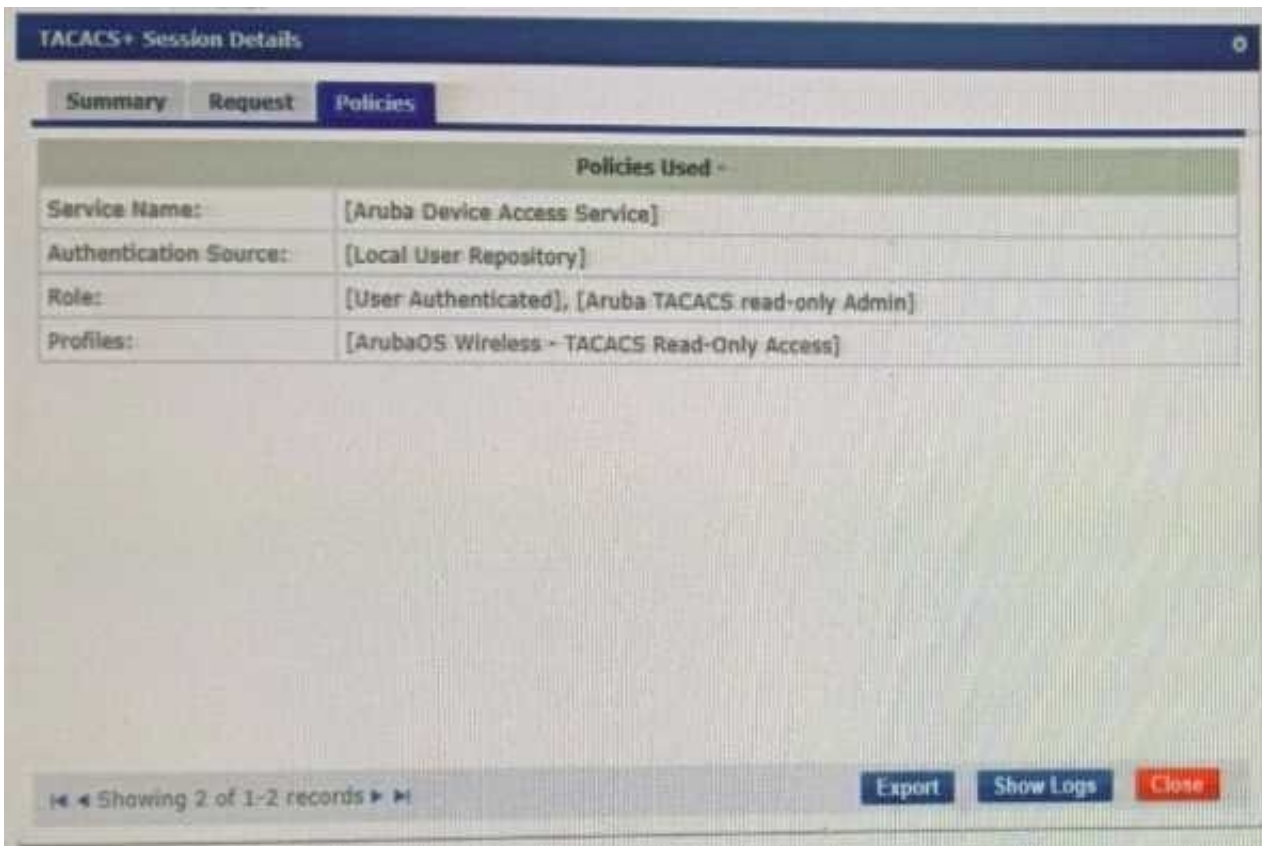 TACACS+ Session Details
Summary Request Policies
Policies Used -
Service Name: [Aruba Device Access Service]
Authentication Source: [Local User Repository]
Role: [User Authenticated], [Aruba TACACS read-only Admin]
Profiles: [ArubaOS Wireless - TACACS Read-Only Access]
Showing 2 of 1-2 records Export Show Logs Close